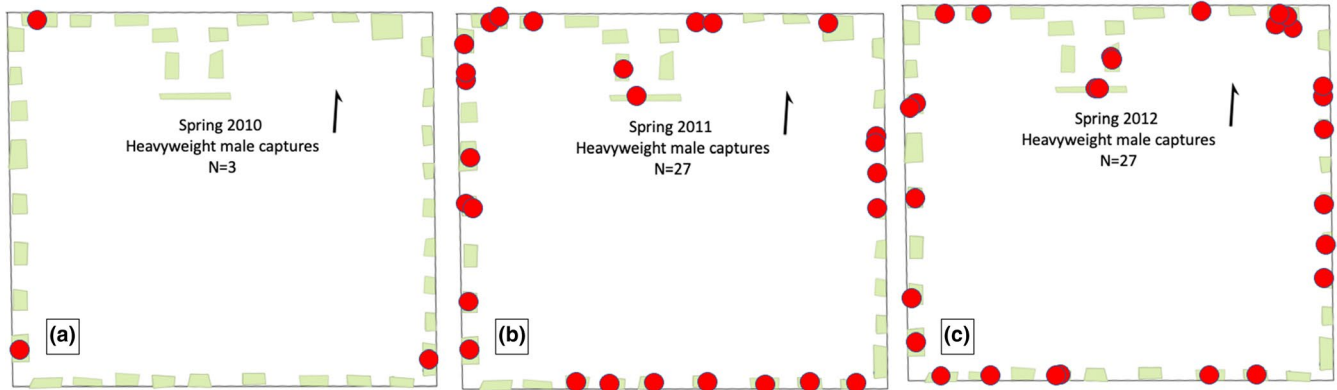 Spring 2010
Heavyweight male captures
N=3
(a)
Spring 2011
Heavyweight male captures
N=27
(b)
Spring 2012
Heavyweight male captures
N=27
(c)